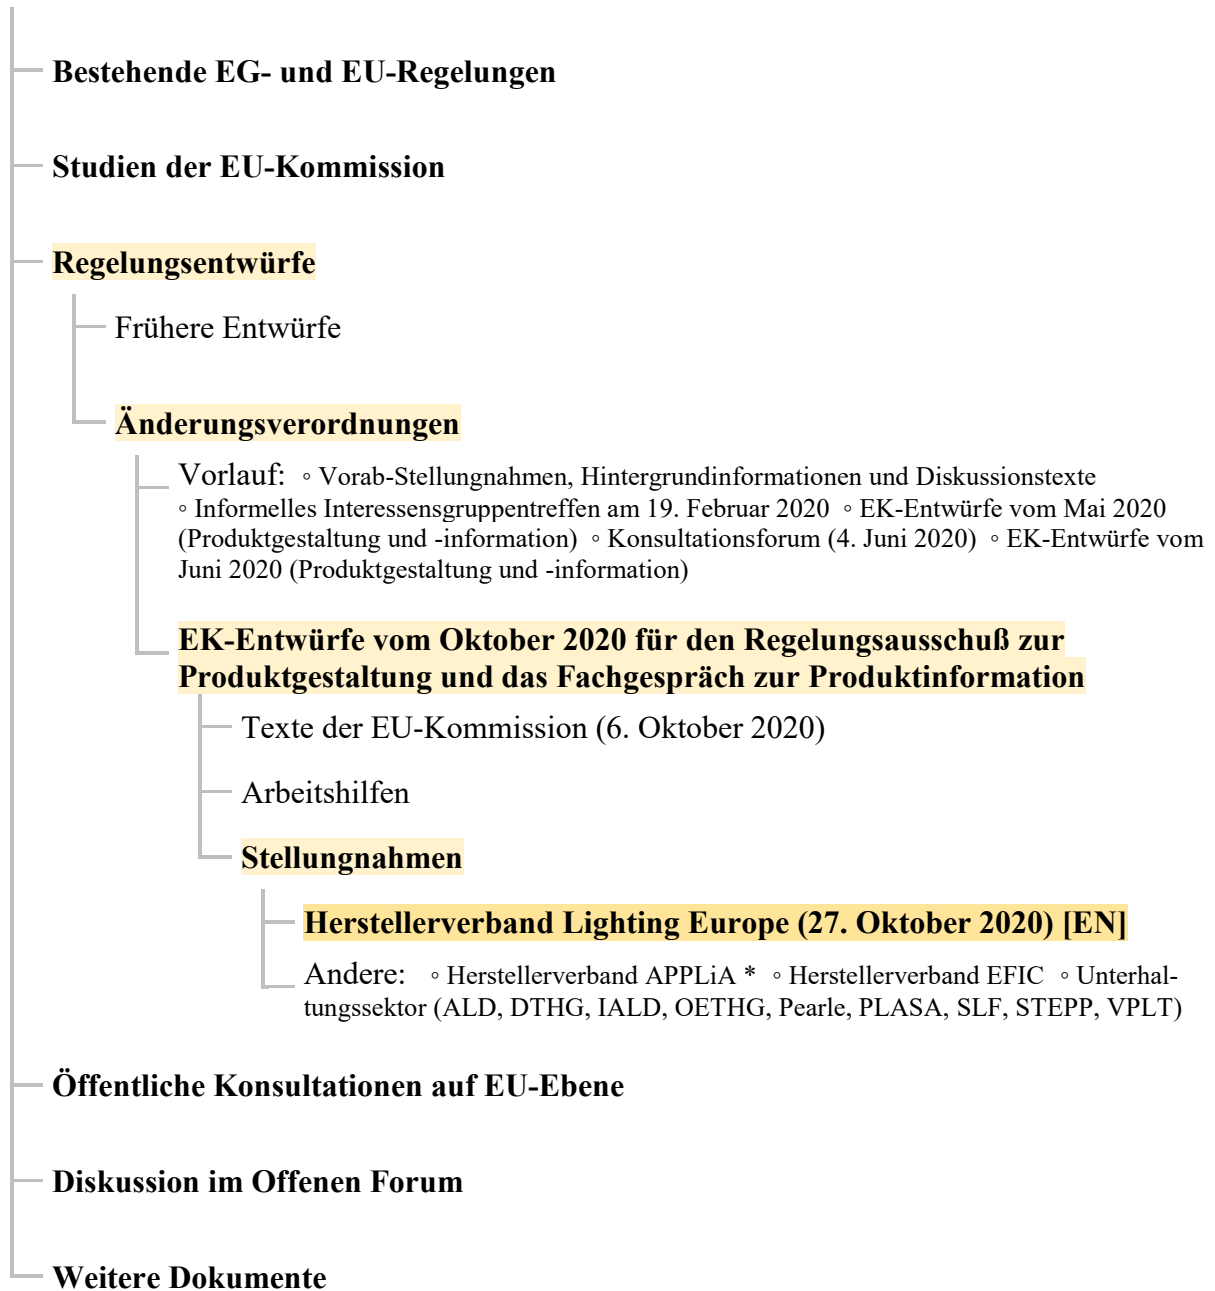 Bestehende EG- und EU-Regelungen
Studien der EU-Kommission
Regelungsentwürfe
Frühere Entwürfe
Änderungsverordnungen
Vorlauf: ◦ Vorab-Stellungnahmen, Hintergrundinformationen und Diskussionstexte
◦ Informelles Interessensgruppentreffen am 19. Februar 2020 ◦ EK-Entwürfe vom Mai 2020
(Produktgestaltung und -information) ◦ Konsultationsforum (4. Juni 2020) ◦ EK-Entwürfe vom
Juni 2020 (Produktgestaltung und -information)
EK-Entwürfe vom Oktober 2020 für den Regelungsausschuß zur
Produktgestaltung und das Fachgespräch zur Produktinformation
Texte der EU-Kommission (6. Oktober 2020)
Arbeitshilfen
Stellungnahmen
Herstellerverband Lighting Europe (27. Oktober 2020) [EN]
Andere: ◦ Herstellerverband APPLiA * ◦ Herstellerverband EFIC ◦ Unterhal-
tungssektor (ALD, DTHG, IALD, OETHG, Pearle, PLASA, SLF, STEPP, VPLT)
Öffentliche Konsultationen auf EU-Ebene
Diskussion im Offenen Forum
Weitere Dokumente